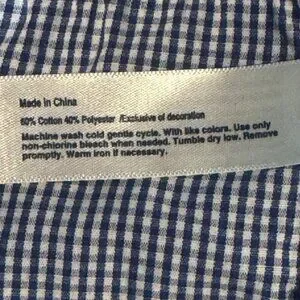 Made in China
60% Cotton 40% Polyester /Exclusive of decoration
Machine wash cold gentle cycle. With like colors. Use only
non-chlorine bleach when needed. Tumble dry low. Remove
promptly. Warm iron if necessary.